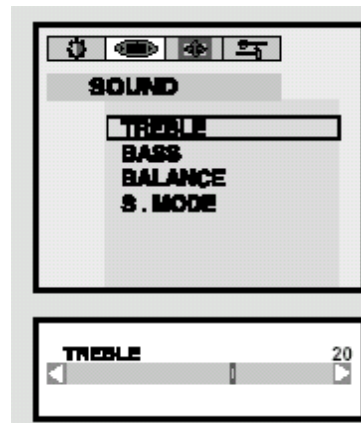 SOUND
TREBLE
BASS
BALANCE
S . MODE
TREBLE 20